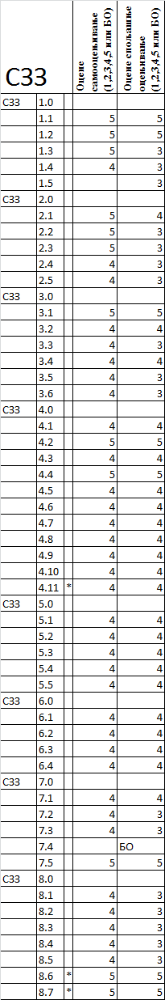 СЗЗ
Оцене
самооцењивање
(1,2,3,4,5 или БО)
Оцене спољашње
оцењивање
(1,2,3,4,5 или БО)
СЗЗ 1.0
1.1 5 5
1.2 5 5
1.3 5 3
1.4 4 3
1.5 3
СЗЗ 2.0
2.1 5 4
2.2 5 3
2.3 5 3
2.4 4 3
2.5 4 3
СЗЗ 3.0
3.1 5 5
3.2 4 4
3.3 4 3
3.4 4 4
3.5 4 3
3.6 4 3
СЗЗ 4.0
4.1 4 4
4.2 5 5
4.3 4 4
4.4 5 5
4.5 4 4
4.6 4 4
4.7 4 4
4.8 4 4
4.9 4 4
4.10 4 4
4.11 * 4 4
СЗЗ 5.0
5.1 4 4
5.2 4 4
5.3 4 4
5.4 4 4
5.5 4 4
СЗЗ 6.0
6.1 4 4
6.2 4 4
6.3 4 4
6.4 4 4
СЗЗ 7.0
7.1 4 4
7.2 4 3
7.3 4 3
7.4 БО
7.5 5 5
СЗЗ 8.0
8.1 4 3
8.2 4 3
8.3 4 3
8.4 4 3
8.5 4 3
8.6 * 5 5
8.7 * 5 5